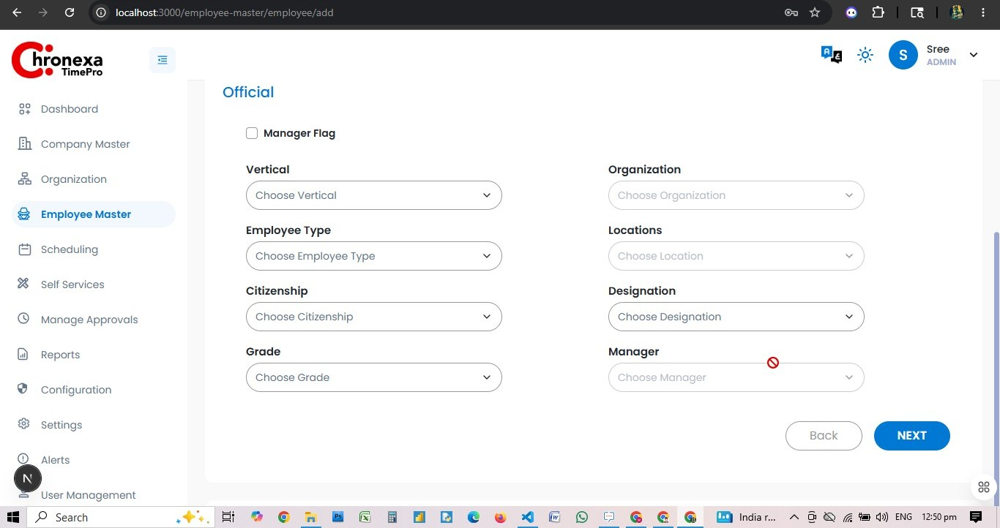 localhost:3000/employee-master/employee/add
Chronexa
TimePro
A
S
Sree
ADMIN
Dashboard
Company Master
Organization
Employee Master
Scheduling
Self Services
Manage Approvals
Reports
Configuration
Settings
Alerts
N
User Management
Official
Manager Flag
Vertical
Choose Vertical
Organization
Choose Organization
Employee Type
Choose Employee Type
Locations
Choose Location
Citizenship
Choose Citizenship
Designation
Choose Designation
Grade
Choose Grade
Manager
Choose Manager
Back
NEXT
Search
India r...
ENG
12:50 pm